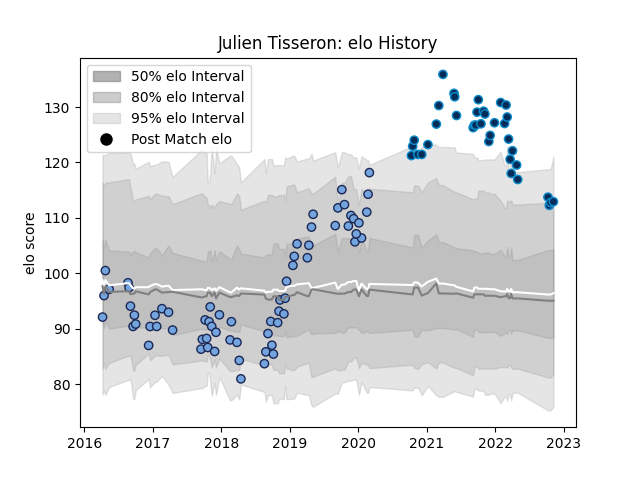 Julien Tisseron: elo History
50% elo Interval
80% elo Interval
95% elo Interval
Post Match elo
elo score
130
120
110
100
90
80
2016 2017 2018 2019 2020 2021 2022 2023